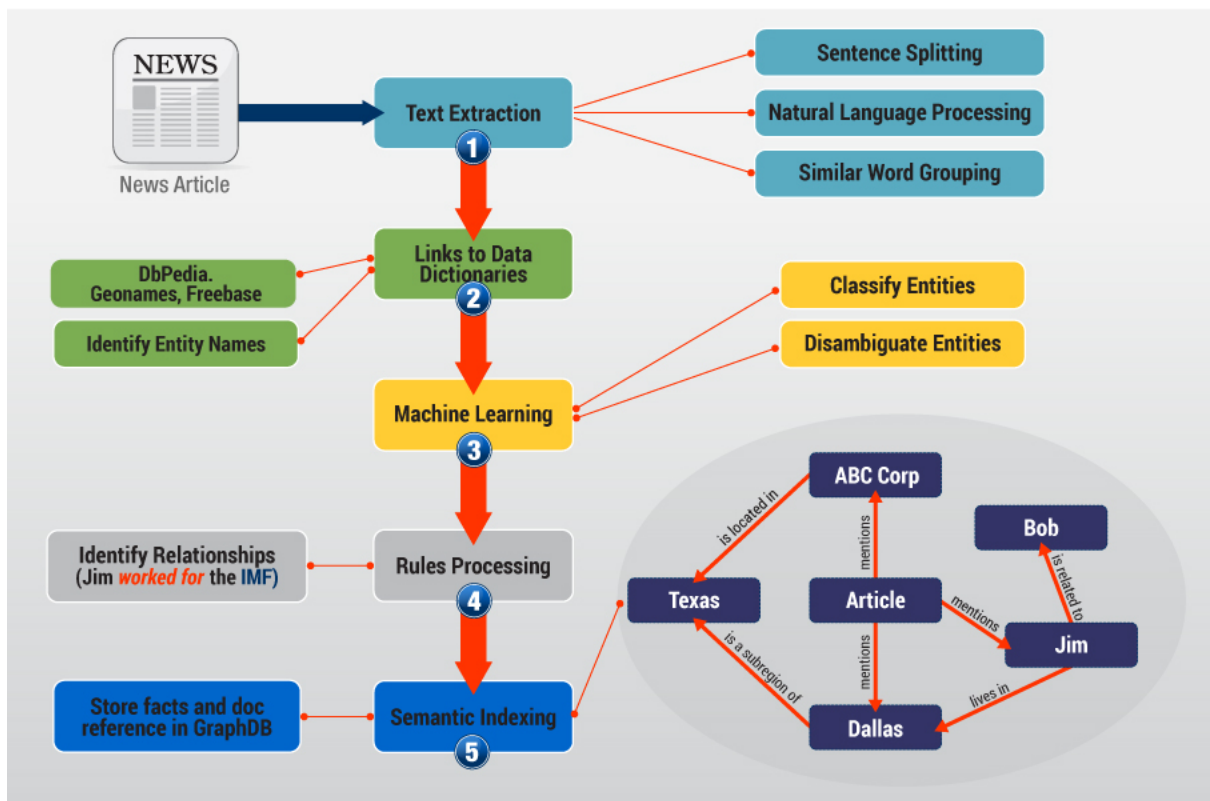 NEWS
News Article
Text Extraction
1
Sentence Splitting
Natural Language Processing
Similar Word Grouping
Links to Data
Dictionaries
2
DbPedia.
Geonames, Freebase
Identify Entity Names
Classify Entities
Disambiguate Entities
Machine Learning
3
Identify Relationships
(Jim worked for the IMF)
Rules Processing
4
Store facts and doc
reference in GraphDB
Semantic Indexing
5
ABC Corp
is located in
mentions
Bob
is related to
Texas
Article
mentions
Jim
is a subregion of
mentions
lives in
Dallas